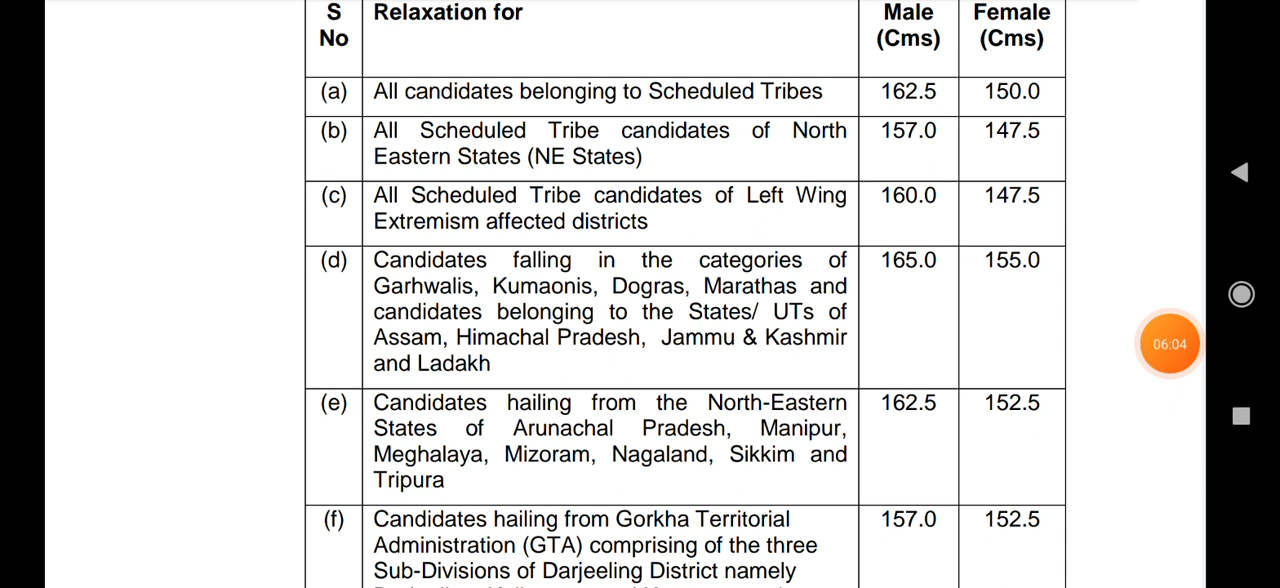 S No
Relaxation for
Male (Cms)
Female (Cms)
(a) All candidates belonging to Scheduled Tribes 162.5 150.0
(b) All Scheduled Tribe candidates of North 157.0 147.5
Eastern States (NE States)
(c) All Scheduled Tribe candidates of Left Wing 160.0 147.5
Extremism affected districts
(d) Candidates falling in the categories of 165.0 155.0
Garhwalis, Kumaonis, Dogras, Marathas and
candidates belonging to the States/ UTs of
Assam, Himachal Pradesh, Jammu & Kashmir
and Ladakh
(e) Candidates hailing from the North-Eastern 162.5 152.5
States of Arunachal Pradesh, Manipur,
Meghalaya, Mizoram, Nagaland, Sikkim and
Tripura
(f) Candidates hailing from Gorkha Territorial 157.0 152.5
Administration (GTA) comprising of the three
Sub-Divisions of Darjeeling District namely
06:04